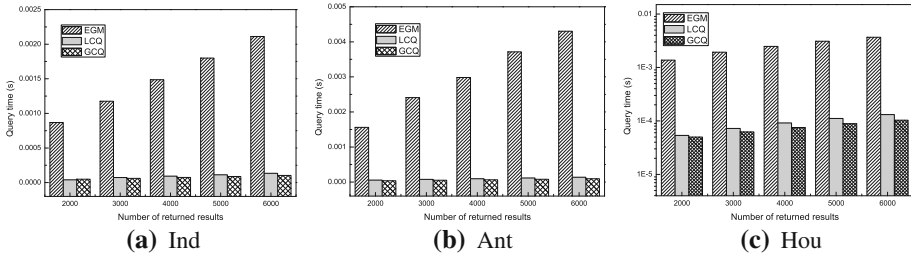 0.0025
0.0020
0.0015
0.0010
0.0005
0.0000
Query time (s)
EGM
LCQ
GCQ
2000 3000 4000 5000 6000
Number of returned results
(a) Ind
0.005
0.004
0.003
0.002
0.001
0.000
Query time (s)
EGM
LCQ
GCQ
2000 3000 4000 5000 6000
Number of returned results
(b) Ant
0.01
1E-3
1E-4
1E-5
Query time (s)
EGM
LCQ
GCQ
2000 3000 4000 5000 6000
Number of returned results
(c) Hou